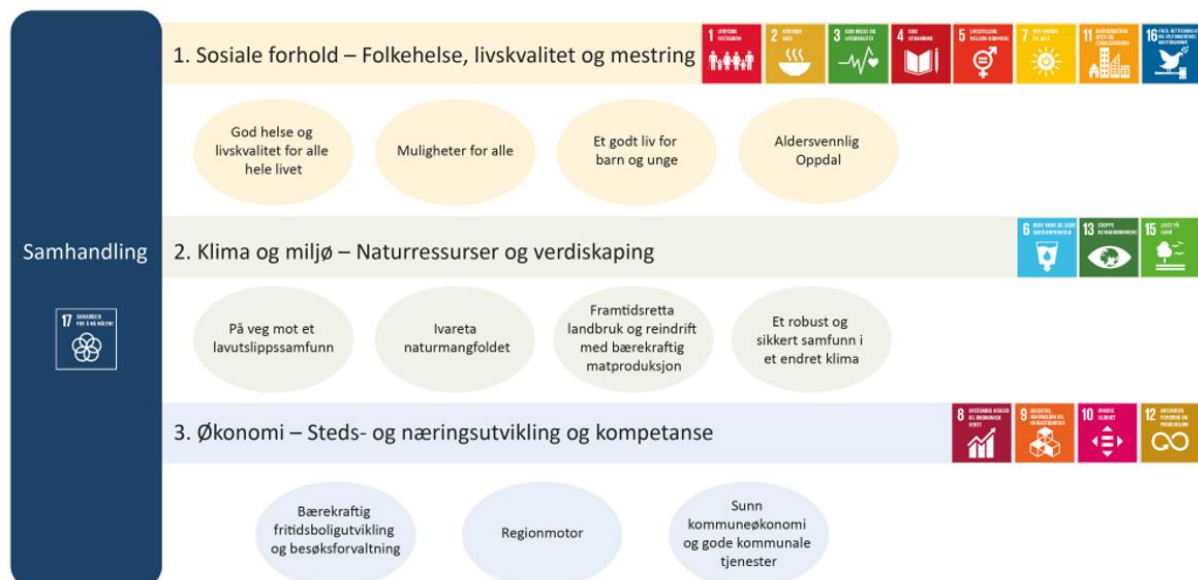 1. Sosiale forhold – Folkehelse, livskvalitet og mestring
1
2
3
4
5
7
11
16
God helse og
livskvalitet for alle
hele livet
Muligheter for alle
Et godt liv for
barn og unge
Aldersvennlig
Oppdal
Samhandling
17 SAMARBEID
FOR Å NÅ MÅLENE
2. Klima og miljø – Naturressurser og verdiskaping
6
13
15
På veg mot et
lavutslippssamfunn
Ivareta
naturmangfoldet
Framtidsretta
landbruk og reindrift
med bærekraftig
matproduksjon
Et robust og
sikkert samfunn i
et endret klima
3. Økonomi – Steds- og næringsutvikling og kompetanse
8
9
10
12
Bærekraftig
fritidsboligutvikling
og besøksforvaltning
Regionmotor
Sunn
kommuneøkonomi
og gode kommunale
tjenester